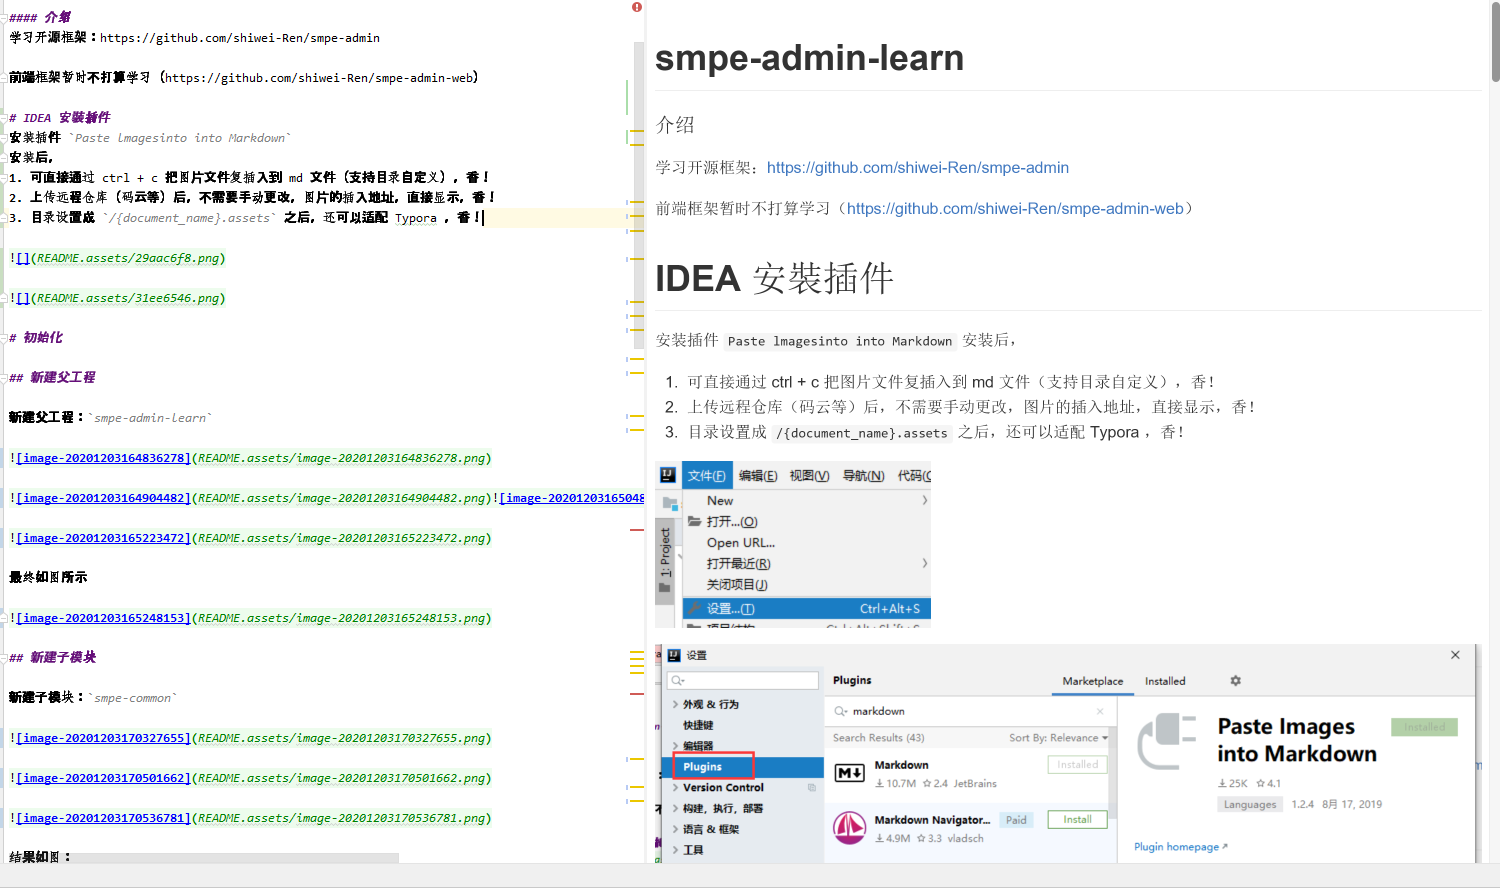 #### 介绍
学习开源框架：https://github.com/shiwei-Ren/smpe-admin
前端框架暂时不打算学习（https://github.com/shiwei-Ren/smpe-admin-web）
# IDEA 安装插件
安装插件 `Paste lmagesinto into Markdown`
安装后，
1. 可直接通过 ctrl + c 把图片文件复插入到 md 文件（支持目录自定义），香！
2. 上传远程仓库（码云等）后，不需要手动更改，图片的插入地址，直接显示，香！
3. 目录设置成 `/{document_name}.assets` 之后，还可以适配 Typora ，香！
![](README.assets/29aac6f8.png)
![](README.assets/31ee6546.png)
# 初始化
## 新建父工程
新建父工程：`smpe-admin-learn`
![image-20201203164836278](README.assets/image-20201203164836278.png)
![image-20201203164904482](README.assets/image-20201203164904482.png)![image-20201203165048
![image-20201203165223472](README.assets/image-20201203165223472.png)
最终如图所示
![image-20201203165248153](README.assets/image-20201203165248153.png)
## 新建子模块
新建子模块：`smpe-common`
![image-20201203170327655](README.assets/image-20201203170327655.png)
![image-20201203170501662](README.assets/image-20201203170501662.png)
![image-20201203170536781](README.assets/image-20201203170536781.png)
结果如图：
smpe-admin-learn
介绍
学习开源框架：https://github.com/shiwei-Ren/smpe-admin
前端框架暂时不打算学习（https://github.com/shiwei-Ren/smpe-admin-web）
IDEA 安装插件
安装插件 Paste lmagesinto into Markdown 安装后，
1. 可直接通过 ctrl + c 把图片文件复插入到 md 文件（支持目录自定义），香！
2. 上传远程仓库（码云等）后，不需要手动更改，图片的插入地址，直接显示，香！
3. 目录设置成 /{document_name}.assets 之后，还可以适配 Typora ，香！
文件(F) 编辑(E) 视图(V) 导航(N) 代码(C
New
打开...(O)
Open URL...
打开最近(R)
关闭项目(J)
设置...(T) Ctrl+Alt+S
1: Project
设置
外观 & 行为
快捷键
编辑器
Plugins
Version Control
构建，执行，部署
语言 & 框架
工具
Plugins Marketplace Installed
markdown
Search Results (43) Sort By: Relevance
Markdown Installed
10.7M 2.4 JetBrains
Markdown Navigator... Paid Install
4.9M 3.3 vladsch
Paste Images Installed
into Markdown
25K 4.1
Languages 1.2.4 8月 17, 2019
Plugin homepage